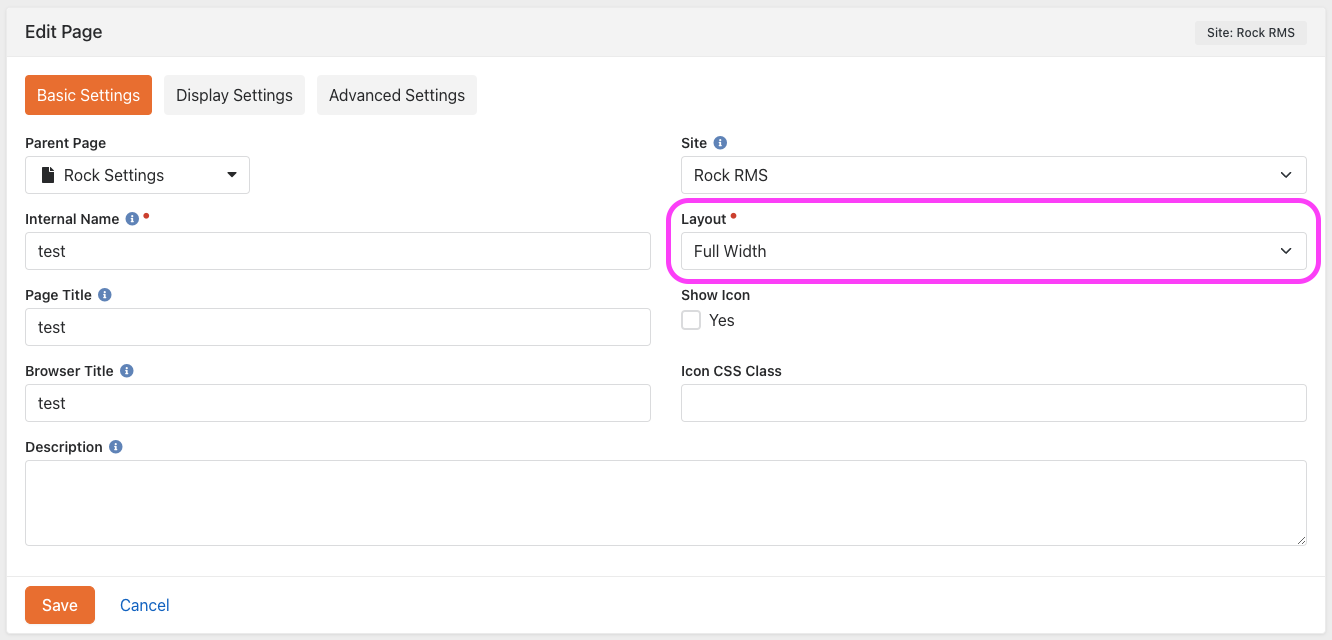 Edit Page
Site: Rock RMS
Basic Settings
Display Settings
Advanced Settings
Parent Page
Rock Settings
Site
Rock RMS
Internal Name
test
Layout
Full Width
Page Title
test
Show Icon
Yes
Browser Title
test
Icon CSS Class
Description
Save
Cancel